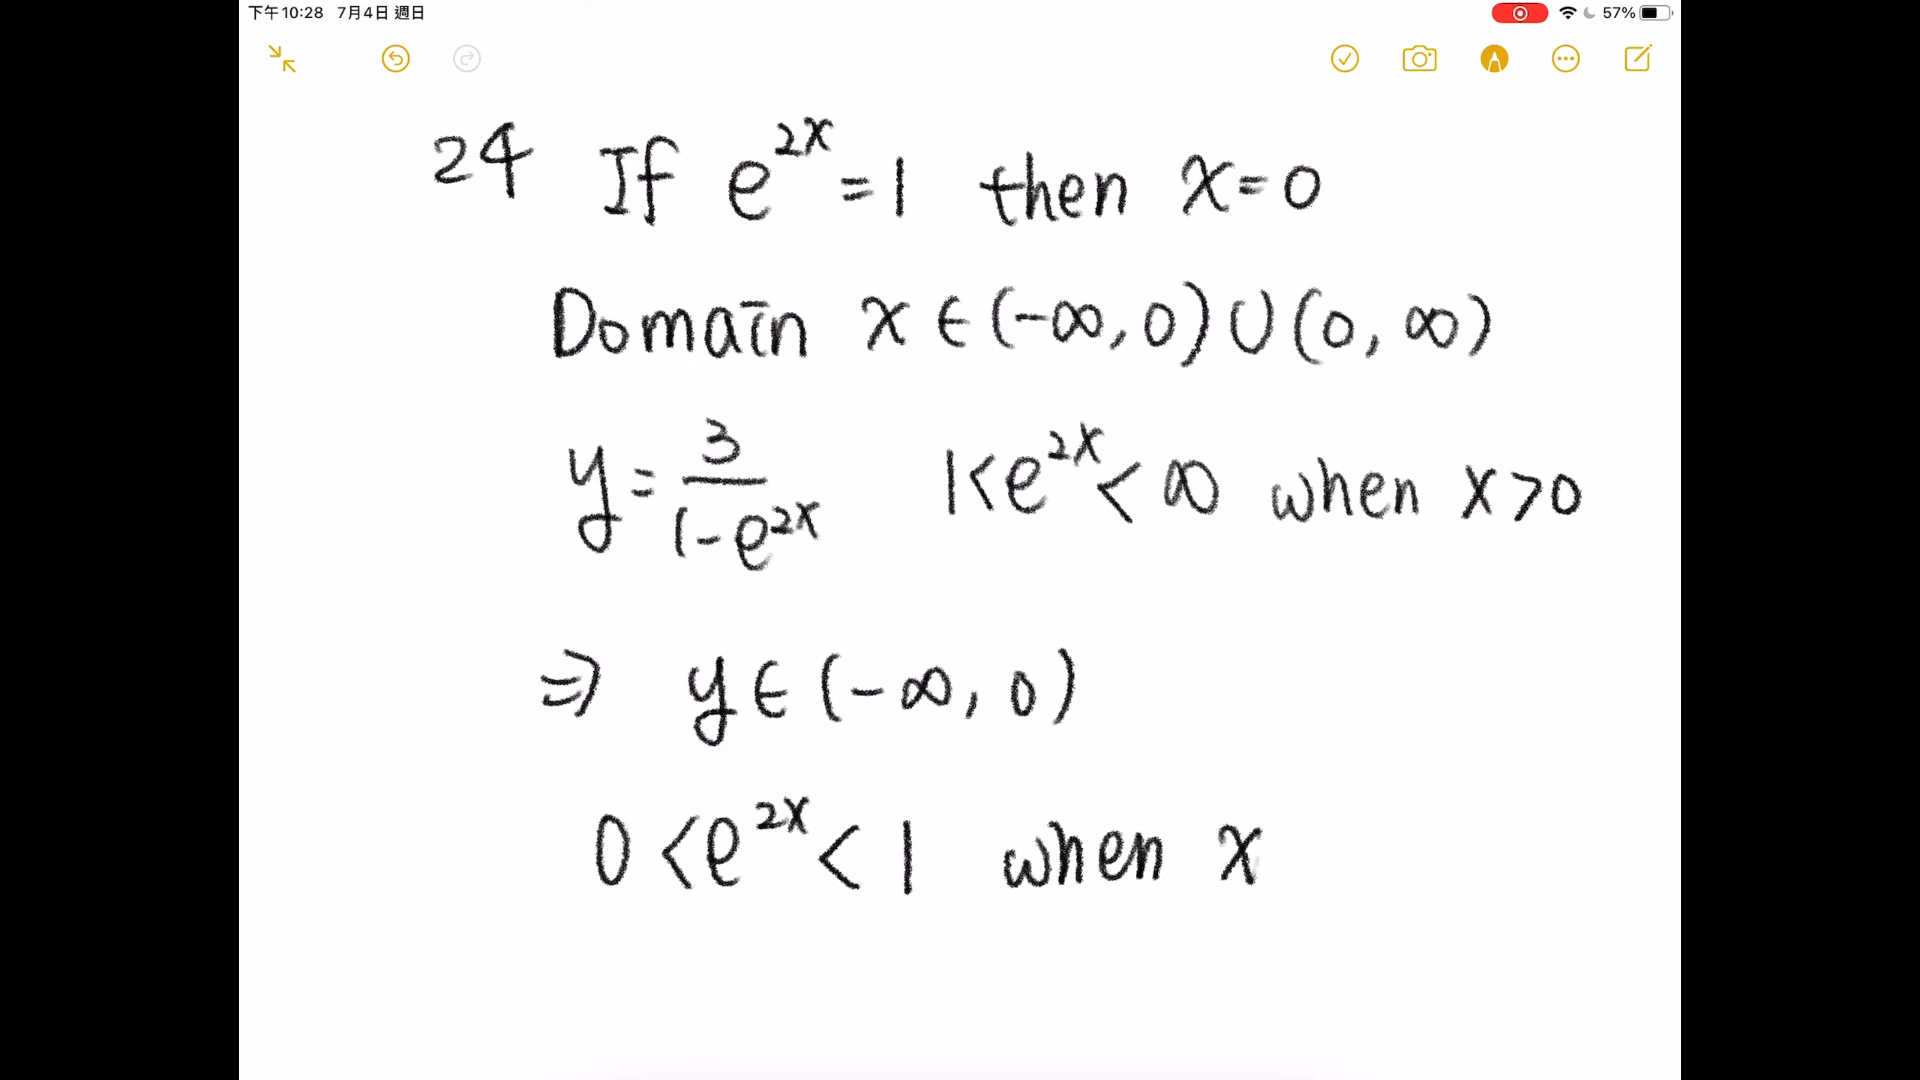 下午10:28 7月4日 週日
57%
24 If e^{2x} = 1 then x = 0
Domain x ∈ (-∞, 0) ∪ (0, ∞)
y = \frac{3}{1 - e^{2x}} 1 < e^{2x} < ∞ when x > 0
⇒ y ∈ (-∞, 0)
0 < e^{2x} < 1 when x